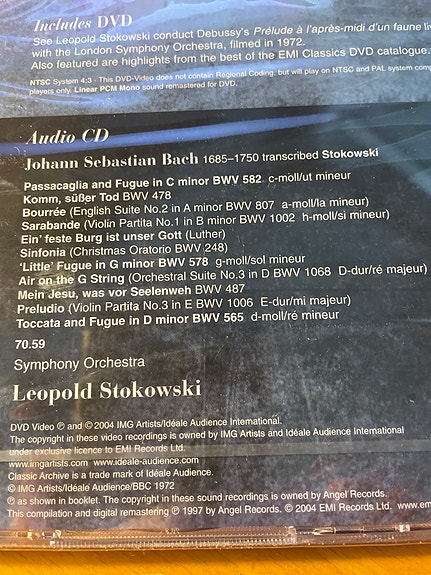 Includes DVD
See Leopold Stokowski conduct Debussy's Prélude à l'après-midi d'un faune li
with the London Symphony Orchestra, filmed in 1972.
Also featured are highlights from the best of the EMI Classics DVD catalogue.
NTSC System 4:3 - This DVD-Video does not contain Regional Coding, but will play on NTSC and PAL system comp
players only. Linear PCM Mono sound remastered for DVD.
Audio CD
Johann Sebastian Bach 1685–1750 transcribed Stokowski
Passacaglia and Fugue in C minor BWV 582 c-moll/ut mineur
Komm, süßer Tod BWV 478
Bourrée (English Suite No.2 in A minor BWV 807 a-moll/la mineur)
Sarabande (Violin Partita No.1 in B minor BWV 1002 h-moll/si mineur)
Ein' feste Burg ist unser Gott (Luther)
Sinfonia (Christmas Oratorio BWV 248)
'Little' Fugue in G minor BWV 578 g-moll/sol mineur
Air on the G String (Orchestral Suite No.3 in D BWV 1068 D-dur/ré majeur)
Mein Jesu, was vor Seelenweh BWV 487
Preludio (Violin Partita No.3 in E BWV 1006 E-dur/mi majeur)
Toccata and Fugue in D minor BWV 565 d-moll/ré mineur
70.59
Symphony Orchestra
Leopold Stokowski
DVD Video ℗ and © 2004 IMG Artists/Idéale Audience International.
The copyright in these video recordings is owned by IMG Artists and Idéale Audience International
under exclusive licence to EMI Records Ltd.
www.imgartists.com www.ideale-audience.com
Classic Archive is a trade mark of Idéale Audience.
© IMG Artists/Idéale Audience/BBC 1972
℗ as shown in booklet. The copyright in these sound recordings is owned by Angel Records.
This compilation and digital remastering ℗ 1997 by Angel Records. © 2004 EMI Records Ltd. www.em